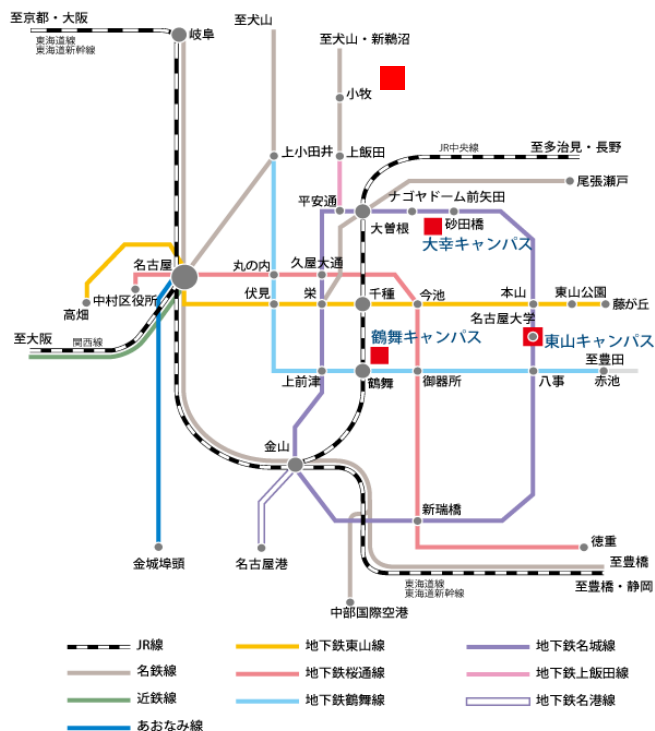 至京都・大阪
岐阜
東海道線
東海道新幹線
至犬山
至犬山・新鵜沼
小牧
上小田井
上飯田
JR中央線
至多治見・長野
尾張瀬戸
平安通
ナゴヤドーム前矢田
大曽根
砂田橋
大幸キャンパス
名古屋
丸の内
久屋大通
中村区役所
高畑
伏見
栄
千種
今池
本山
東山公園
藤が丘
名古屋大学
至大阪
関西線
鶴舞キャンパス
東山キャンパス
至豊田
上前津
鶴舞
御器所
八事
赤池
金山
新瑞橋
金城埠頭
名古屋港
徳重
至豊橋
東海道線
東海道新幹線
至豊橋・静岡
中部国際空港
JR線
地下鉄東山線
地下鉄名城線
名鉄線
地下鉄桜通線
地下鉄上飯田線
近鉄線
地下鉄鶴舞線
地下鉄名港線
あおなみ線